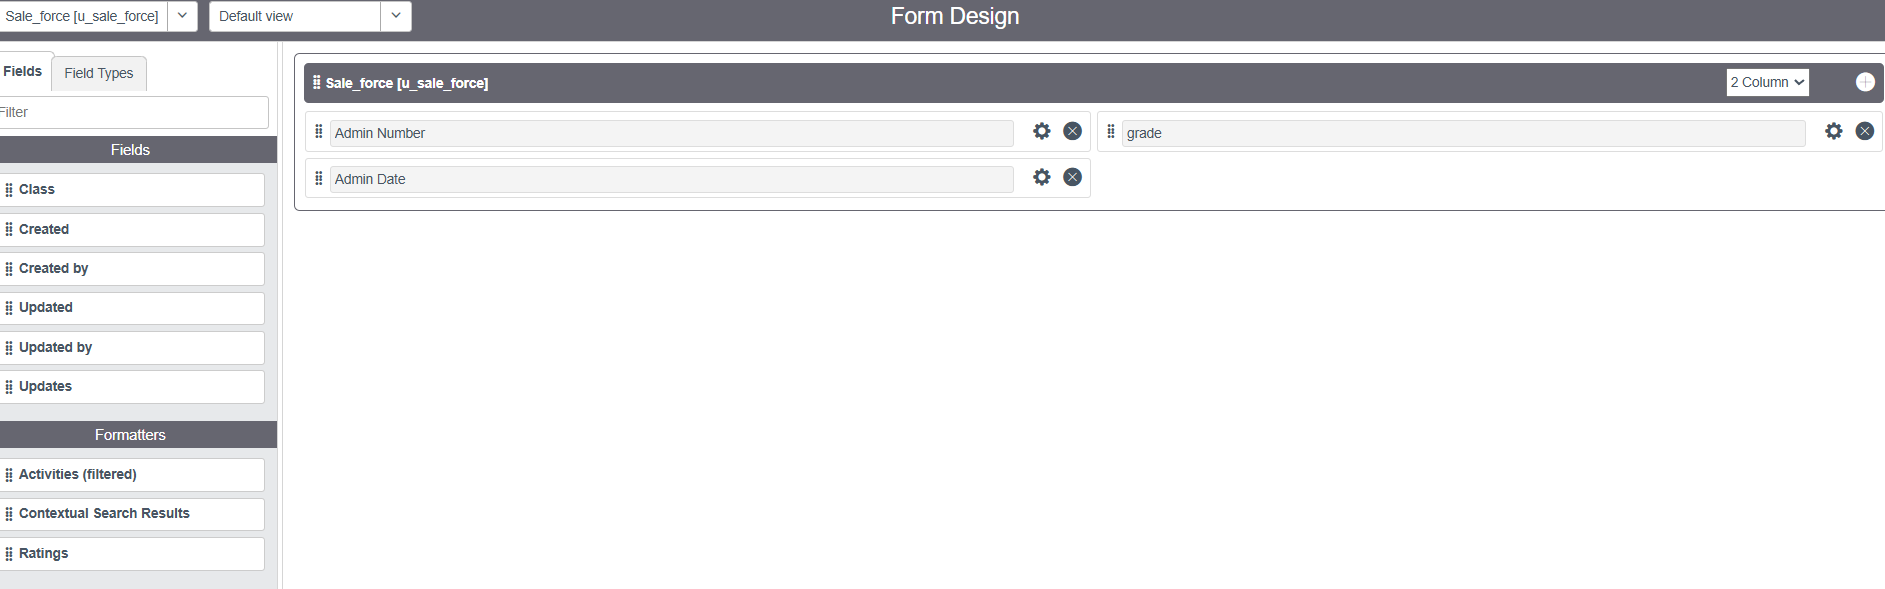 Sale_force [u_sale_force]
Default view
Form Design
Fields
Field Types
Filter
Fields
Class
Created
Created by
Updated
Updated by
Updates
Formatters
Activities (filtered)
Contextual Search Results
Ratings
Sale_force [u_sale_force]
2 Column
Admin Number
grade
Admin Date